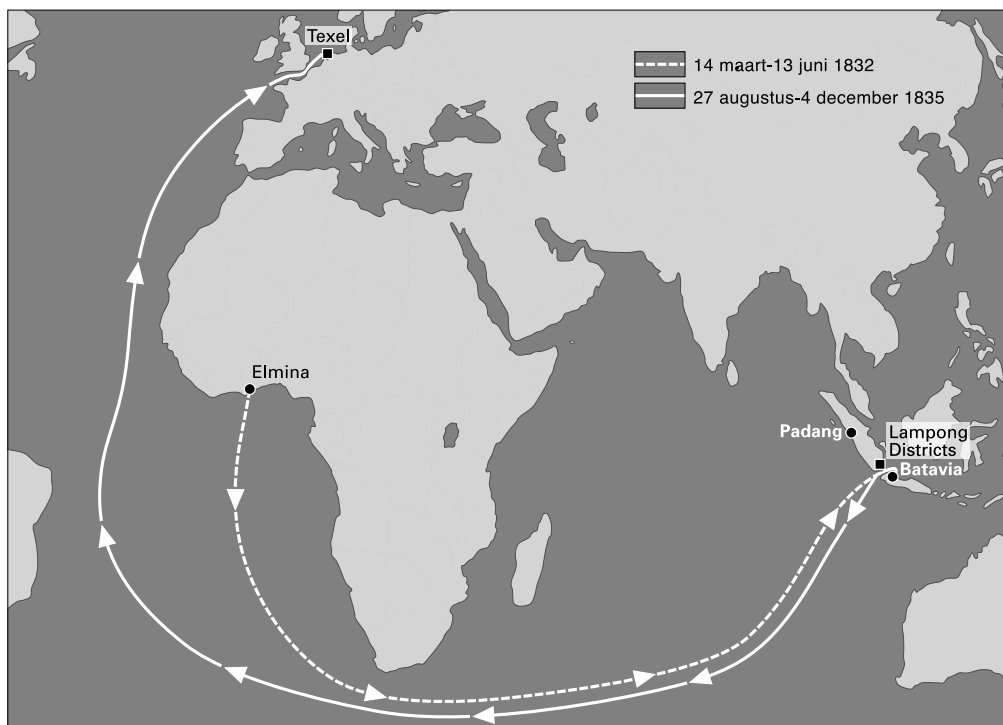 Texel
14 maart-13 juni 1832
27 augustus-4 december 1835
Elmina
Padang
Lampong
Districts
Batavia